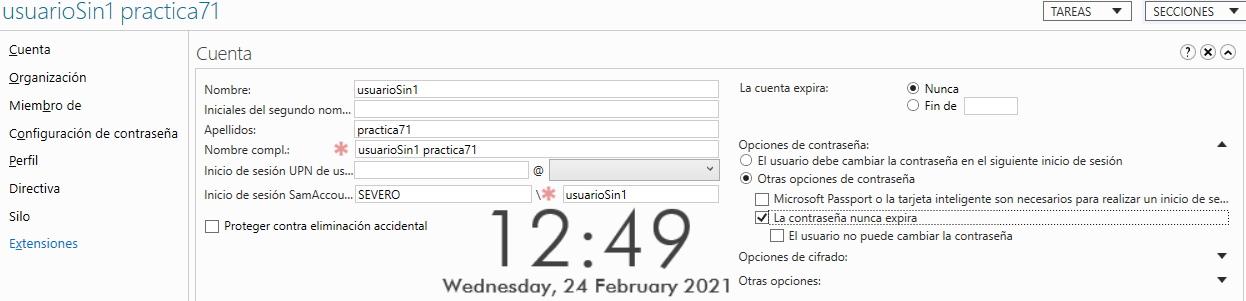 usuarioSin1 practica71
TAREAS
SECCIONES
Cuenta
Organización
Miembro de
Configuración de contraseña
Perfil
Directiva
Silo
Extensiones
Cuenta
Nombre: usuarioSin1
Iniciales del segundo nom...
Apellidos: practica71
Nombre compl.: * usuarioSin1 practica71
Inicio de sesión UPN de us... @
Inicio de sesión SamAccou... SEVERO \ * usuarioSin1
Proteger contra eliminación accidental
La cuenta expira: Nunca
Fin de
Opciones de contraseña:
El usuario debe cambiar la contraseña en el siguiente inicio de sesión
Otras opciones de contraseña
Microsoft Passport o la tarjeta inteligente son necesarios para realizar un inicio de se...
La contraseña nunca expira
El usuario no puede cambiar la contraseña
Opciones de cifrado:
Otras opciones:
12:49
Wednesday, 24 February 2021